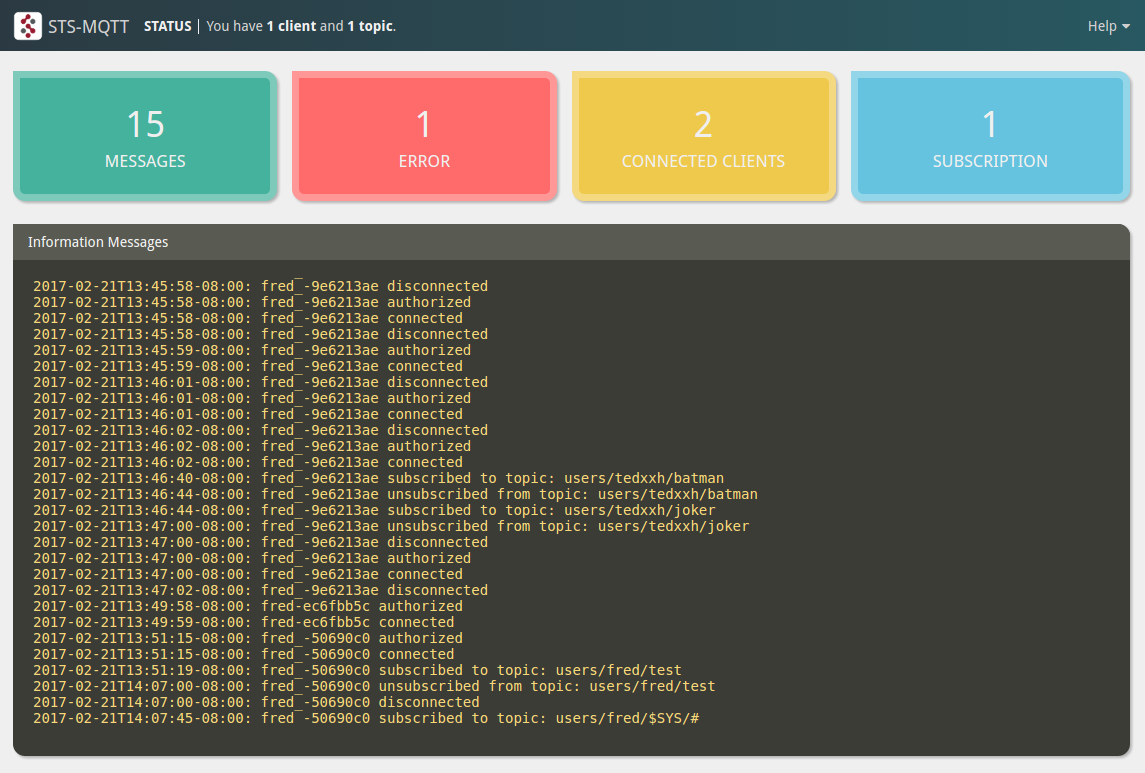 STS-MQTT STATUS | You have 1 client and 1 topic. Help
15
MESSAGES
1
ERROR
2
CONNECTED CLIENTS
1
SUBSCRIPTION
Information Messages
2017-02-21T13:45:58-08:00: fred_-9e6213ae disconnected
2017-02-21T13:45:58-08:00: fred_-9e6213ae authorized
2017-02-21T13:45:58-08:00: fred_-9e6213ae connected
2017-02-21T13:45:58-08:00: fred_-9e6213ae disconnected
2017-02-21T13:45:59-08:00: fred_-9e6213ae authorized
2017-02-21T13:45:59-08:00: fred_-9e6213ae connected
2017-02-21T13:46:01-08:00: fred_-9e6213ae disconnected
2017-02-21T13:46:01-08:00: fred_-9e6213ae authorized
2017-02-21T13:46:01-08:00: fred_-9e6213ae connected
2017-02-21T13:46:02-08:00: fred_-9e6213ae disconnected
2017-02-21T13:46:02-08:00: fred_-9e6213ae authorized
2017-02-21T13:46:02-08:00: fred_-9e6213ae connected
2017-02-21T13:46:40-08:00: fred_-9e6213ae subscribed to topic: users/tedxxh/batman
2017-02-21T13:46:44-08:00: fred_-9e6213ae unsubscribed from topic: users/tedxxh/batman
2017-02-21T13:46:44-08:00: fred_-9e6213ae subscribed to topic: users/tedxxh/joker
2017-02-21T13:47:00-08:00: fred_-9e6213ae unsubscribed from topic: users/tedxxh/joker
2017-02-21T13:47:00-08:00: fred_-9e6213ae disconnected
2017-02-21T13:47:00-08:00: fred_-9e6213ae authorized
2017-02-21T13:47:00-08:00: fred_-9e6213ae connected
2017-02-21T13:47:02-08:00: fred_-9e6213ae disconnected
2017-02-21T13:49:58-08:00: fred-ec6fbb5c authorized
2017-02-21T13:49:59-08:00: fred-ec6fbb5c connected
2017-02-21T13:51:15-08:00: fred_-50690c0 authorized
2017-02-21T13:51:15-08:00: fred_-50690c0 connected
2017-02-21T13:51:19-08:00: fred_-50690c0 subscribed to topic: users/fred/test
2017-02-21T14:07:00-08:00: fred_-50690c0 unsubscribed from topic: users/fred/test
2017-02-21T14:07:00-08:00: fred_-50690c0 disconnected
2017-02-21T14:07:45-08:00: fred_-50690c0 subscribed to topic: users/fred/$SYS/#